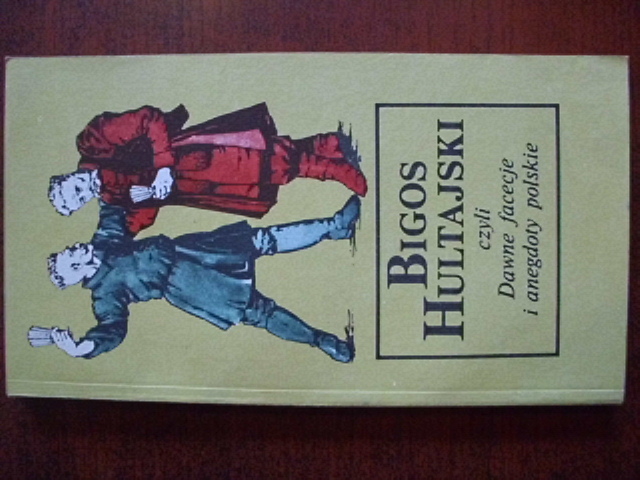 BIGOS
HULTAJSKI
czyli
Dawne facecje
i anegdoty polskie